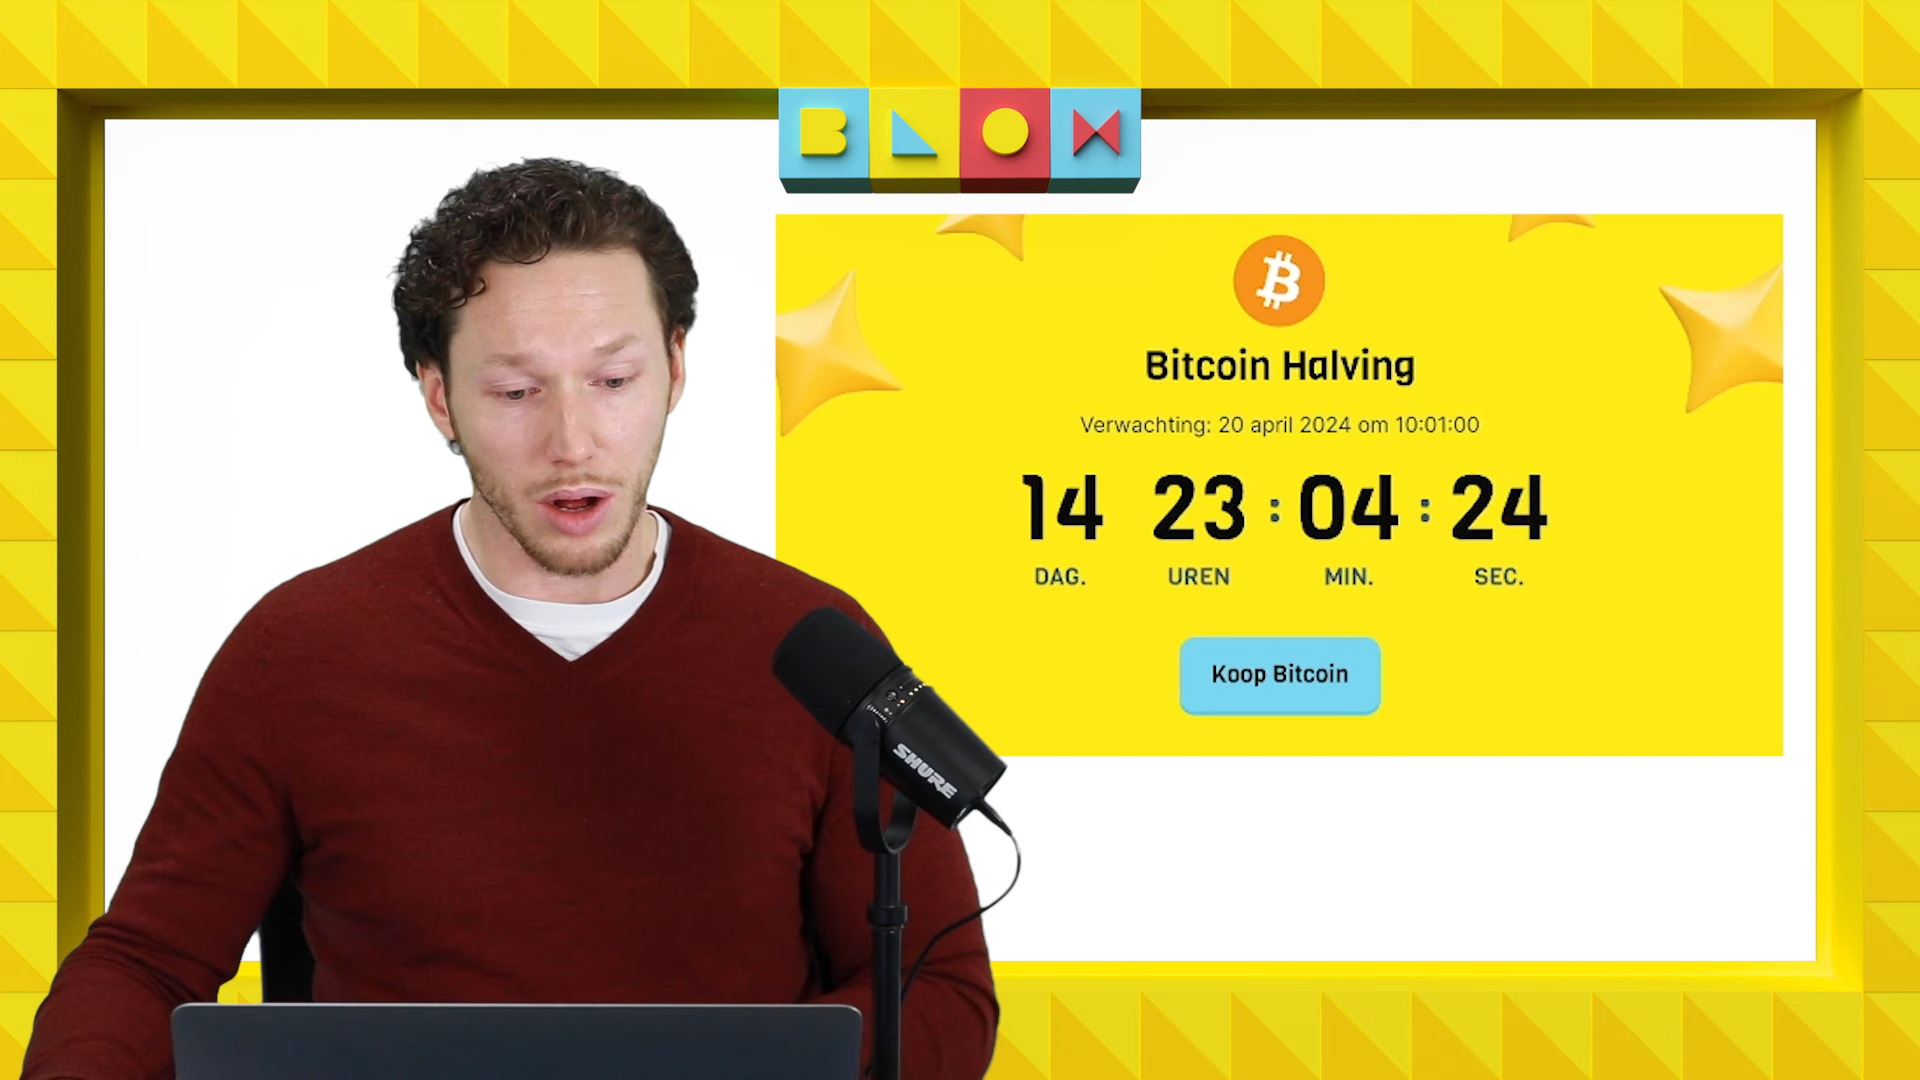 BLOX
Bitcoin Halving
Verwachting: 20 april 2024 om 10:01:00
14 23 : 04 : 24
DAG. UREN MIN. SEC.
Koop Bitcoin
SHURE